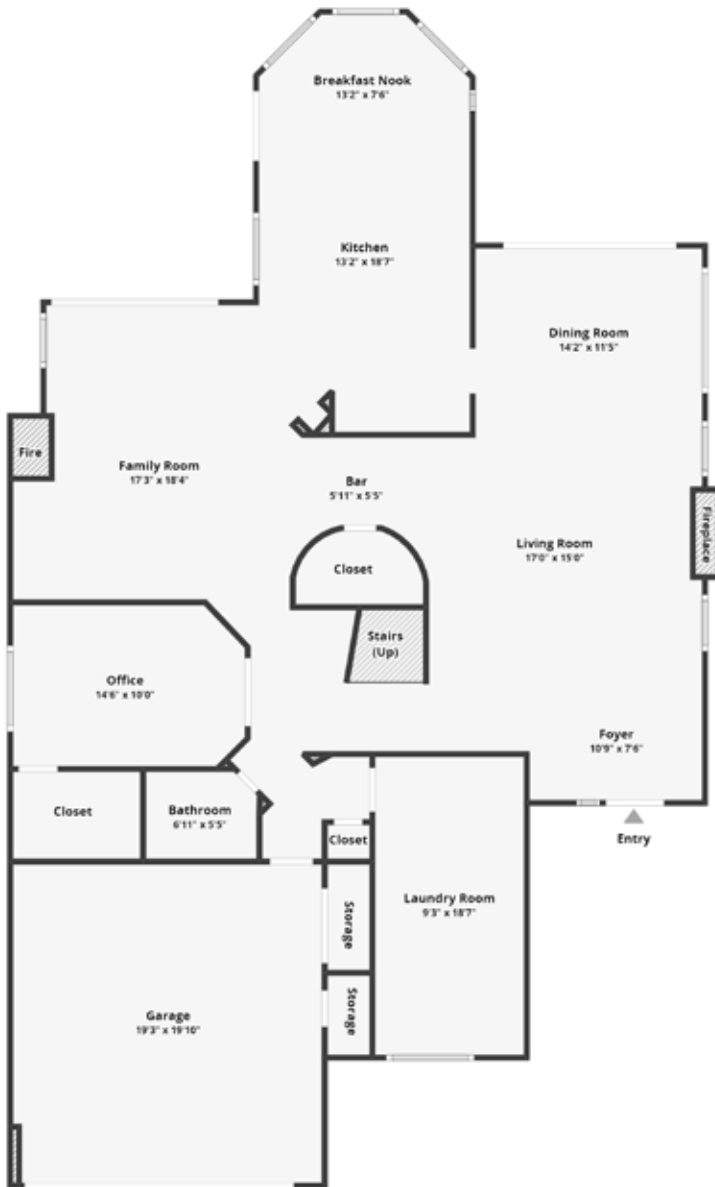 Breakfast Nook
13'2" x 7'6"
Kitchen
13'2" x 18'7"
Dining Room
14'2" x 11'5"
Fire
Family Room
17'3" x 18'4"
Bar
5'11" x 5'5"
Fireplace
Living Room
17'0" x 15'0"
Closet
Stairs
(Up)
Office
14'6" x 10'0"
Foyer
10'9" x 7'6"
Closet
Bathroom
6'11" x 5'5"
Entry
Closet
Laundry Room
9'3" x 18'7"
Storage
Garage
19'3" x 19'10"
Storage